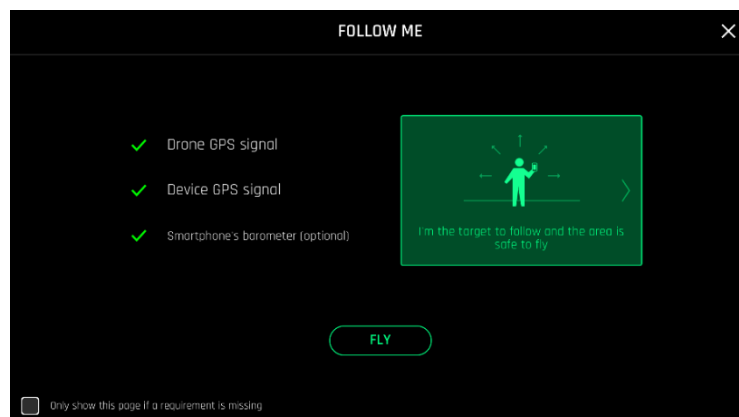 FOLLOW ME
Drone GPS signal
Device GPS signal
Smartphone's barometer (optional)
I'm the target to follow and the area is
safe to fly
FLY
Only show this page if a requirement is missing